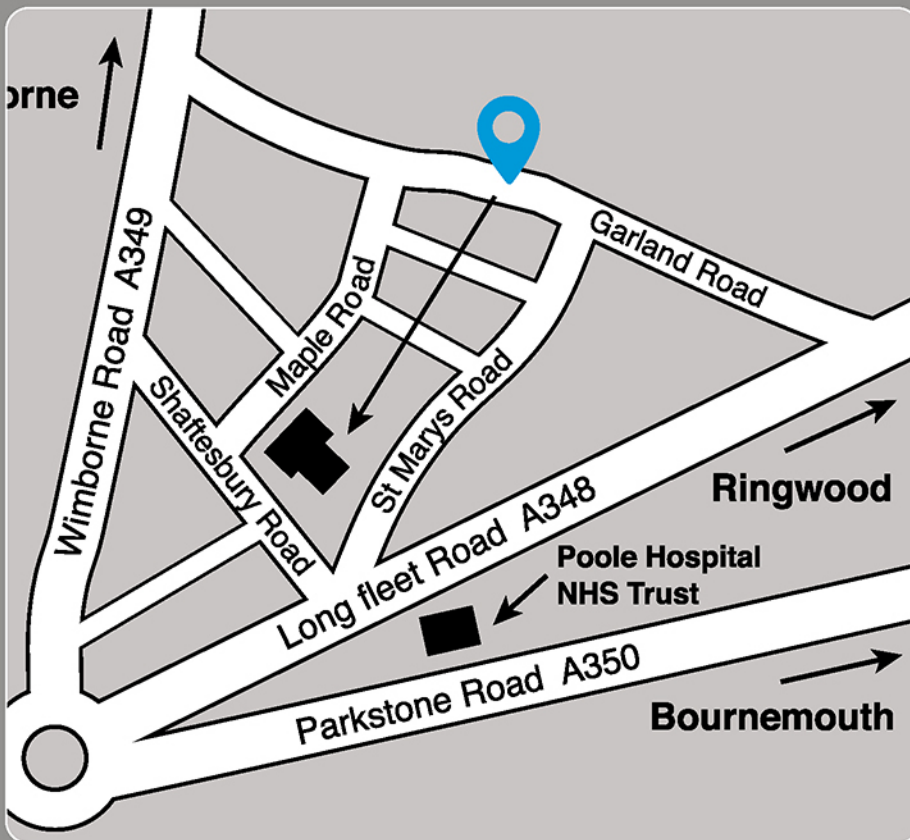 orne
Wimborne Road A349
Maple Road
Garland Road
Shaftesbury Road
St Marys Road
Long fleet Road A348
Ringwood
Poole Hospital
NHS Trust
Parkstone Road A350
Bournemouth